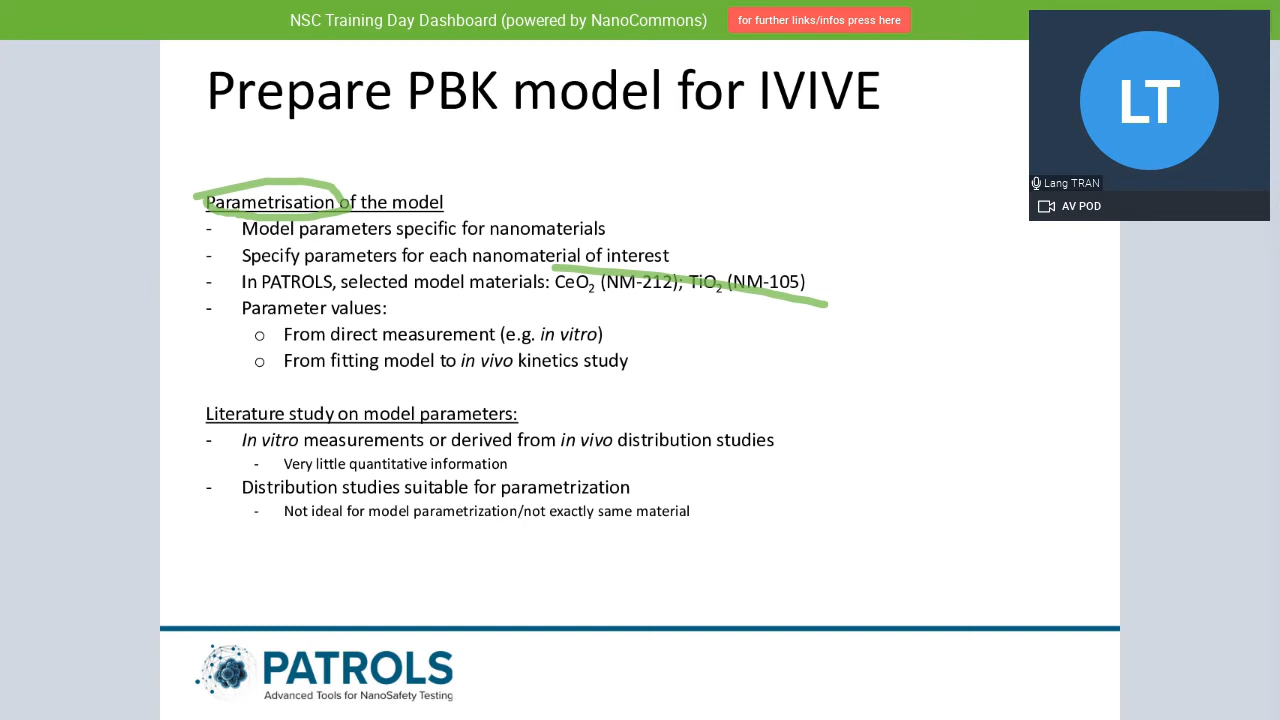 NSC Training Day Dashboard (powered by NanoCommons)
for further links/infos press here
LT
Lang TRAN
AV POD
Prepare PBK model for IVIVE
Parametrisation of the model
- Model parameters specific for nanomaterials
- Specify parameters for each nanomaterial of interest
- In PATROLS, selected model materials: CeO₂ (NM-212); TiO₂ (NM-105)
- Parameter values:
o From direct measurement (e.g. in vitro)
o From fitting model to in vivo kinetics study
Literature study on model parameters:
- In vitro measurements or derived from in vivo distribution studies
- Very little quantitative information
- Distribution studies suitable for parametrization
- Not ideal for model parametrization/not exactly same material
PATROLS
Advanced Tools for NanoSafety Testing